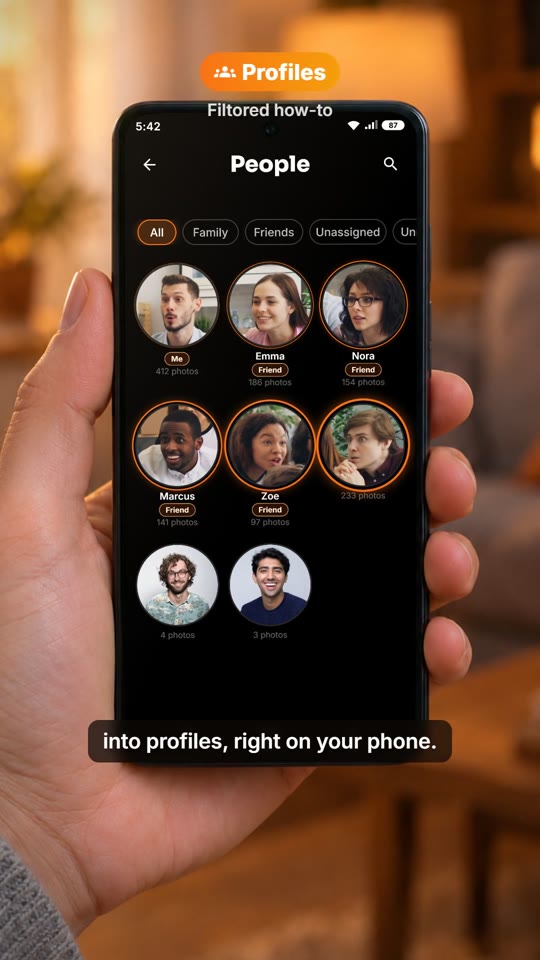 Profiles
Filtored how-to
5:42
87
People
All Family Friends Unassigned Un
Me
412 photos
Emma
Friend
186 photos
Nora
Friend
154 photos
Marcus
Friend
141 photos
Zoe
Friend
97 photos
233 photos
4 photos
3 photos
into profiles, right on your phone.